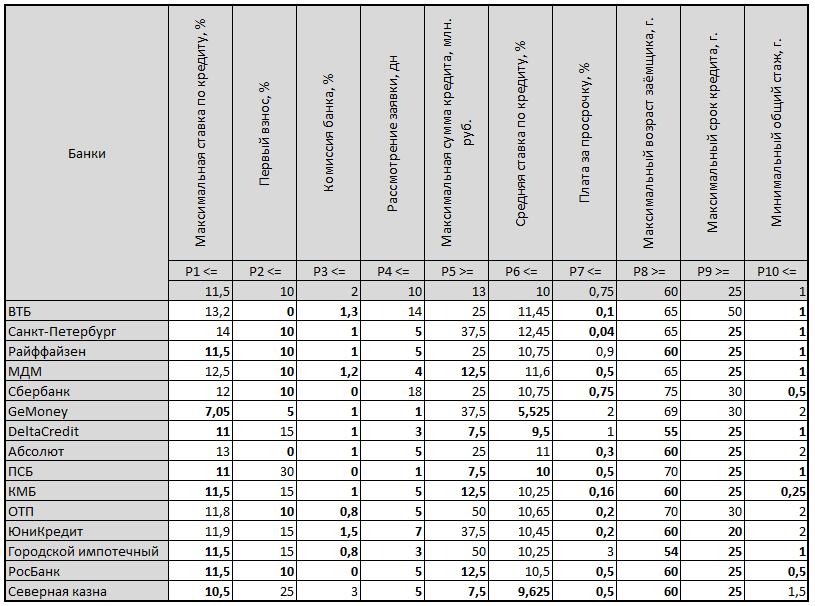 Банки
Максимальная ставка по кредиту, %
Первый взнос, %
Комиссия банка, %
Рассмотрение заявки, дн
Максимальная сумма кредита, млн. руб.
Средняя ставка по кредиту, %
Плата за просрочку, %
Максимальный возраст заёмщика, г.
Максимальный срок кредита, г.
Минимальный общий стаж, г.
P1 <= P2 <= P3 <= P4 <= P5 >= P6 <= P7 <= P8 >= P9 >= P10 <=
11,5 10 2 10 13 10 0,75 60 25 1
ВТБ 13,2 0 1,3 14 25 11,45 0,1 65 50 1
Санкт-Петербург 14 10 1 5 37,5 12,45 0,04 65 25 1
Райффайзен 11,5 10 1 5 25 10,75 0,9 60 25 1
МДМ 12,5 10 1,2 4 12,5 11,6 0,5 65 25 1
Сбербанк 12 10 0 18 25 10,75 0,75 75 30 0,5
GeMoney 7,05 5 1 1 37,5 5,525 2 69 30 2
DeltaCredit 11 15 1 3 7,5 9,5 1 55 25 1
Абсолют 13 0 1 5 25 11 0,3 60 25 2
ПСБ 11 30 0 1 7,5 10 0,5 70 25 1
КМБ 11,5 15 1 5 12,5 10,25 0,16 60 25 0,25
ОТП 11,8 10 0,8 5 50 10,65 0,2 70 30 2
ЮниКредит 11,9 15 1,5 7 37,5 10,45 0,2 60 20 2
Городской импотечный 11,5 15 0,8 3 50 10,25 3 54 25 1
РосБанк 11,5 10 0 5 12,5 10,5 0,5 60 25 0,5
Северная казна 10,5 25 3 5 7,5 9,625 0,5 60 25 1,5